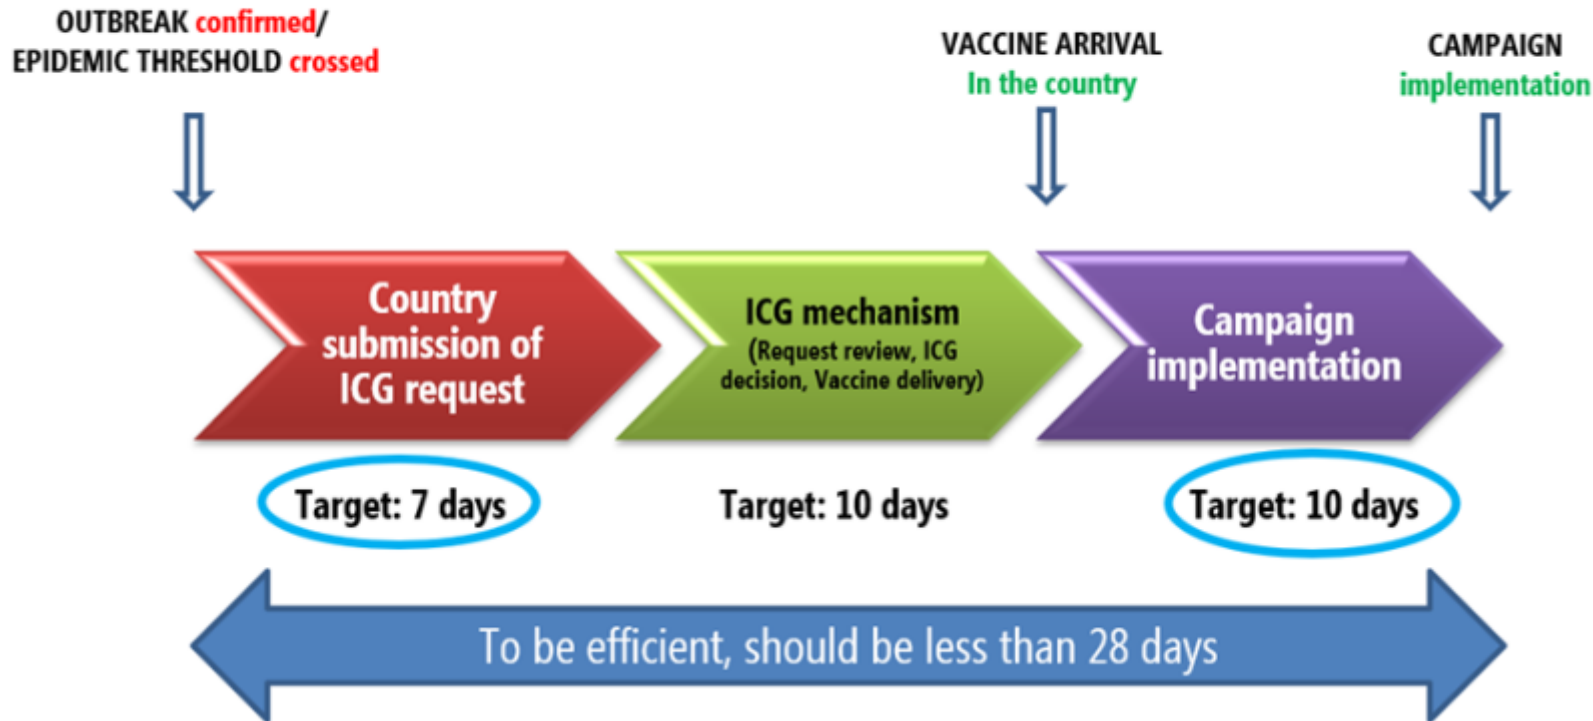 OUTBREAK confirmed/
EPIDEMIC THRESHOLD crossed
VACCINE ARRIVAL
In the country
CAMPAIGN
implementation
Country
submission of
ICG request
ICG mechanism
(Request review, ICG
decision, Vaccine delivery)
Campaign
implementation
Target: 7 days
Target: 10 days
Target: 10 days
To be efficient, should be less than 28 days